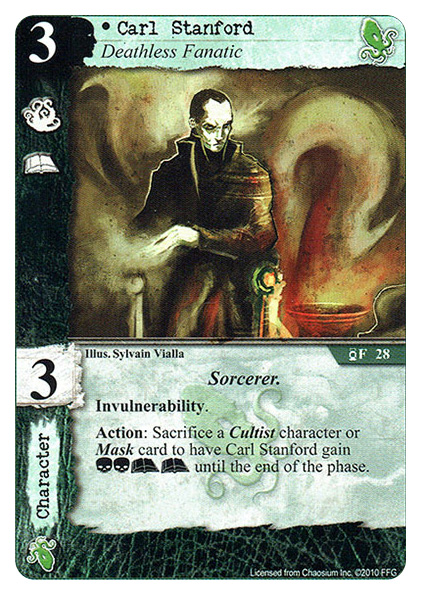 3
• Carl Stanford
Deathless Fanatic
Illus. Sylvain Vialla
F 28
3
Character
Sorcerer.
Invulnerability.
Action: Sacrifice a Cultist character or
Mask card to have Carl Stanford gain
until the end of the phase.
Licensed from Chaosium Inc. ©2010 FFG